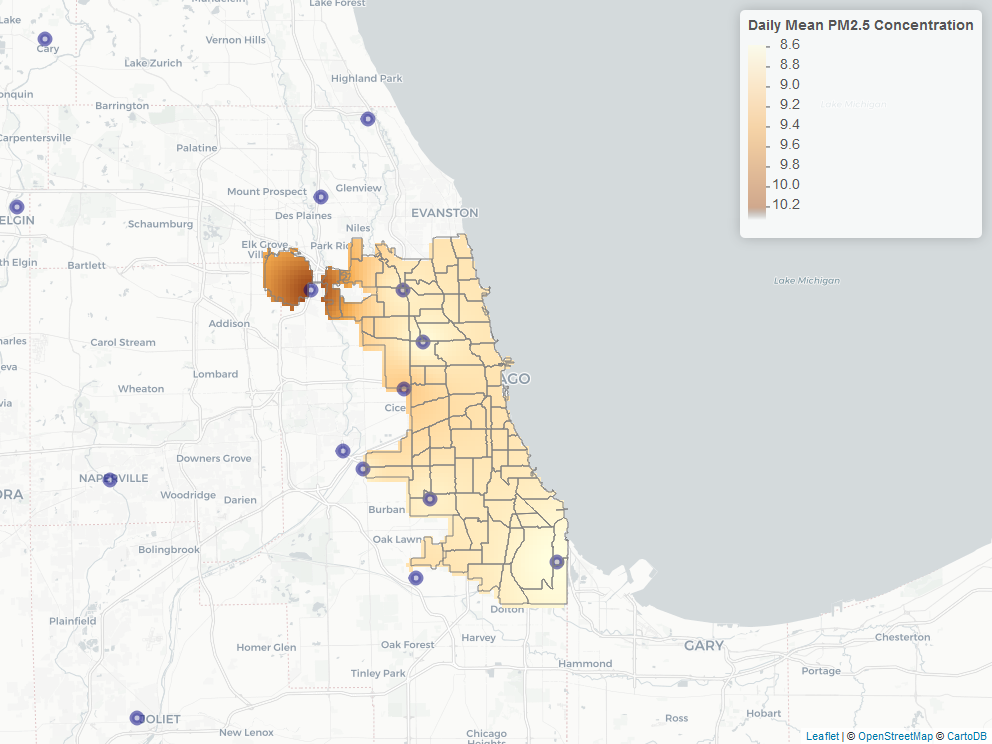 Lake Forest
Lake
Cary
Vernon Hills
Lake Zurich
Highland Park
onquin
Barrington
Carpentersville
Palatine
Mount Prospect
Glenview
Des Plaines
EVANSTON
ELGIN
Schaumburg
Niles
Elk Grove
Park Ri
Villa
th Elgin
Bartlett
Addison
harles
Carol Stream
eva
Lombard
AGO
Wheaton
via
Cice
Downers Grove
NAPERVILLE
ORA
Woodridge
Darien
Burban
Oak Lawn
Bolingbrook
Plainfield
Dolton
Homer Glen
Oak Forest
Harvey
GARY
Chesterton
Hammond
Tinley Park
Portage
JOLIET
Ross
Hobart
New Lenox
Chicago
Heights
Daily Mean PM2.5 Concentration
8.6
8.8
9.0
9.2
Lake Michigan
9.4
9.6
9.8
10.0
10.2
Lake Michigan
Leaflet | © OpenStreetMap © CartoDB